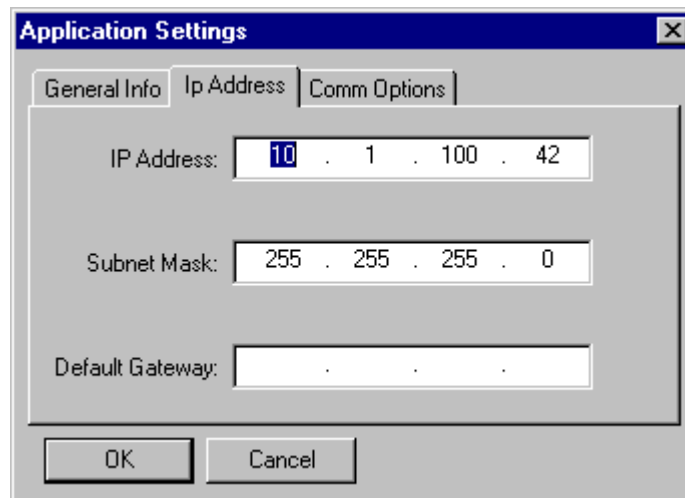 Application Settings
General Info Ip Address Comm Options
IP Address: 10 . 1 . 100 . 42
Subnet Mask: 255 . 255 . 255 . 0
Default Gateway: . . .
OK Cancel